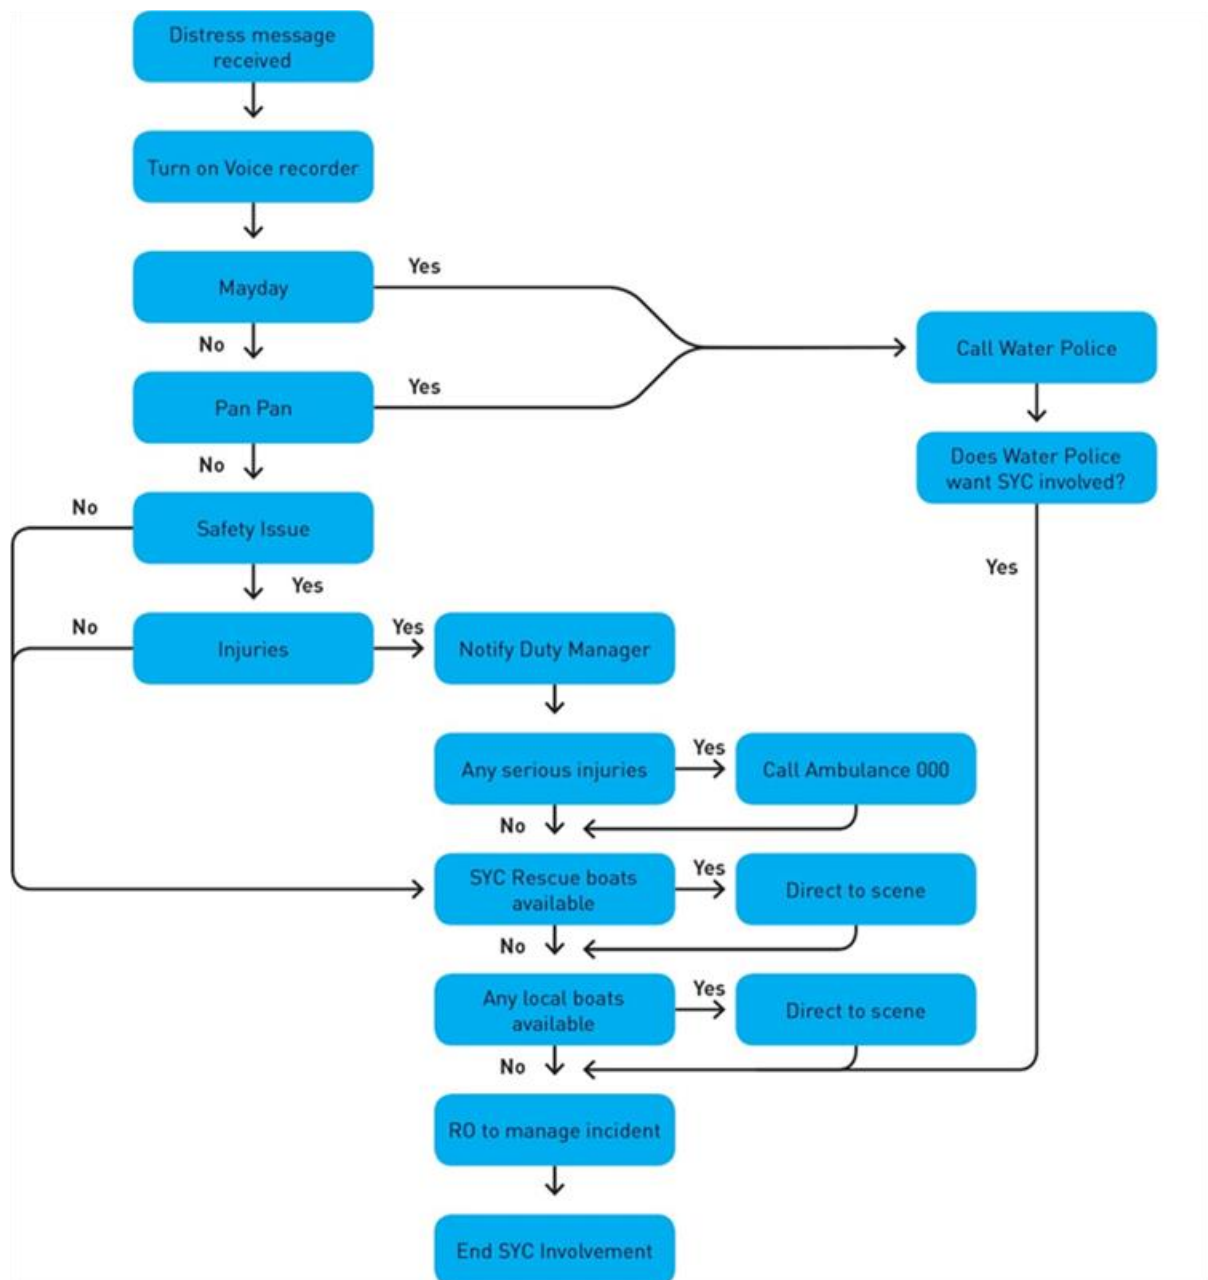 Distress message
received
Turn on Voice recorder
Mayday
Yes
No
Pan Pan
Yes
No
Call Water Police
Does Water Police
want SYC involved?
Yes
Safety Issue
No
Yes
Injuries
No
Yes
Notify Duty Manager
Any serious injuries
Yes
Call Ambulance 000
No
SYC Rescue boats
available
Yes
Direct to scene
No
Any local boats
available
Yes
Direct to scene
No
RO to manage incident
End SYC Involvement